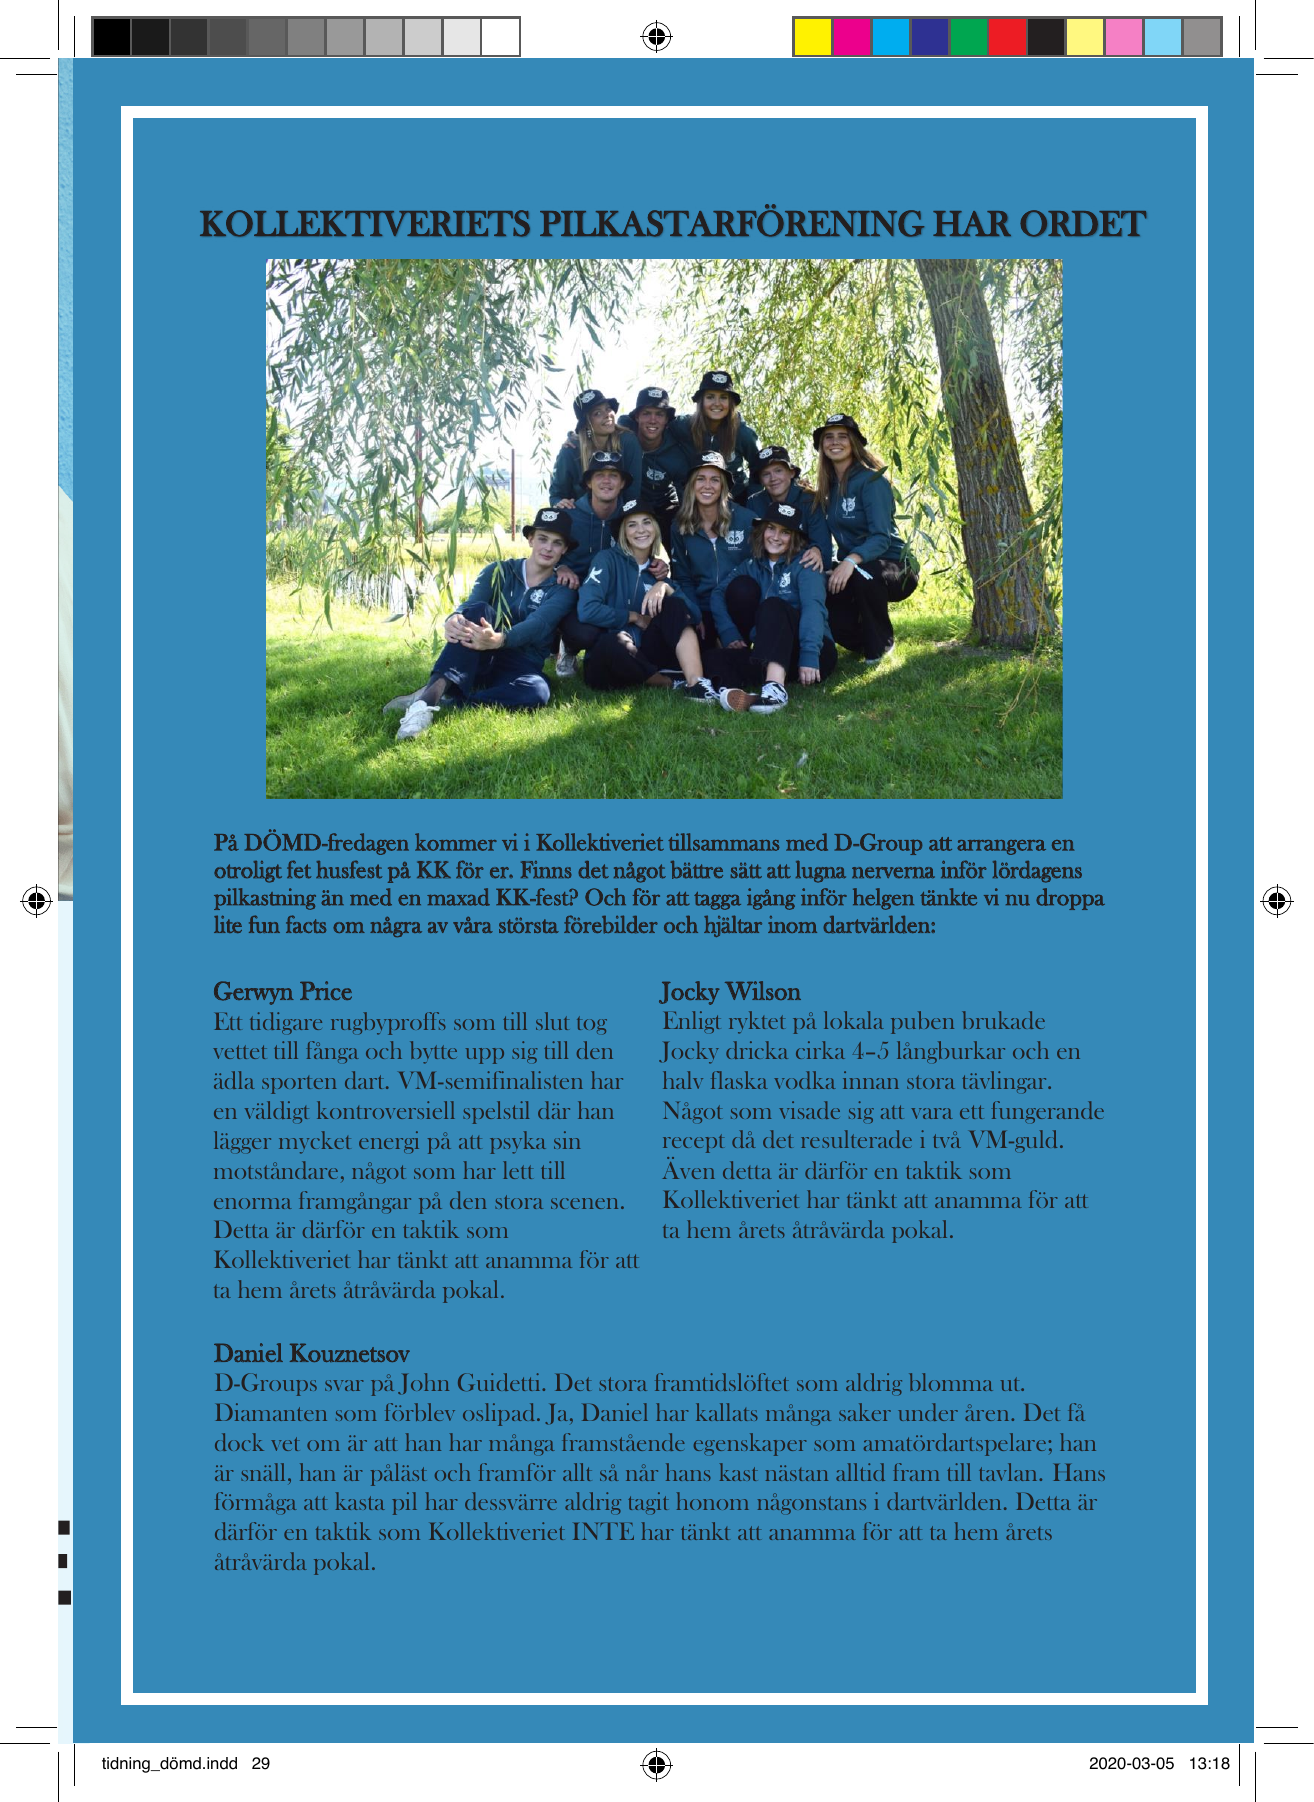 KOLLEKTIVERIETS PILKASTARFÖRENING HAR ORDET
På DÖMD-fredagen kommer vi i Kollektiveriet tillsammans med D-Group att arrangera en
otroligt fet husfest på KK för er. Finns det något bättre sätt att lugna nerverna inför lördagens
pilkastning än med en maxad KK-fest? Och för att tagga igång inför helgen tänkte vi nu droppa
lite fun facts om några av våra största förebilder och hjältar inom dartvärlden:
Gerwyn Price
Ett tidigare rugbyproffs som till slut tog
vettet till fånga och bytte upp sig till den
ädla sporten dart. VM-semifinalisten har
en väldigt kontroversiell spelstil där han
lägger mycket energi på att psyka sin
motståndare, något som har lett till
enorma framgångar på den stora scenen.
Detta är därför en taktik som
Kollektiveriet har tänkt att anamma för att
ta hem årets åtråvärda pokal.
Jocky Wilson
Enligt ryktet på lokala puben brukade
Jocky dricka cirka 4–5 långburkar och en
halv flaska vodka innan stora tävlingar.
Något som visade sig att vara ett fungerande
recept då det resulterade i två VM-guld.
Även detta är därför en taktik som
Kollektiveriet har tänkt att anamma för att
ta hem årets åtråvärda pokal.
Daniel Kouznetsov
D-Groups svar på John Guidetti. Det stora framtidslöftet som aldrig blomma ut.
Diamanten som förblev oslipad. Ja, Daniel har kallats många saker under åren. Det få
dock vet om är att han har många framstående egenskaper som amatördartspelare; han
är snäll, han är påläst och framför allt så når hans kast nästan alltid fram till tavlan. Hans
förmåga att kasta pil har dessvärre aldrig tagit honom någonstans i dartvärlden. Detta är
därför en taktik som Kollektiveriet INTE har tänkt att anamma för att ta hem årets
åtråvärda pokal.
tidning_dömd.indd 29
2020-03-05 13:18